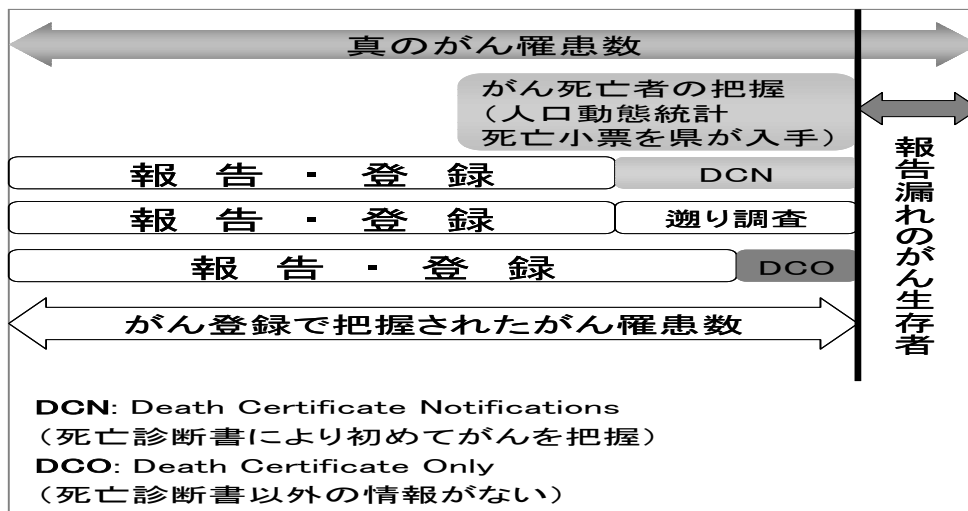 真のがん罹患数
がん死亡者の把握
（人口動態統計
死亡小票を県が入手）
報告・登録
DCN
報告・登録
遡り調査
報告・登録
DCO
がん登録で把握されたがん罹患数
報告漏れのがん生存者
DCN: Death Certificate Notifications
（死亡診断書により初めてがんを把握）
DCO: Death Certificate Only
（死亡診断書以外の情報がない）